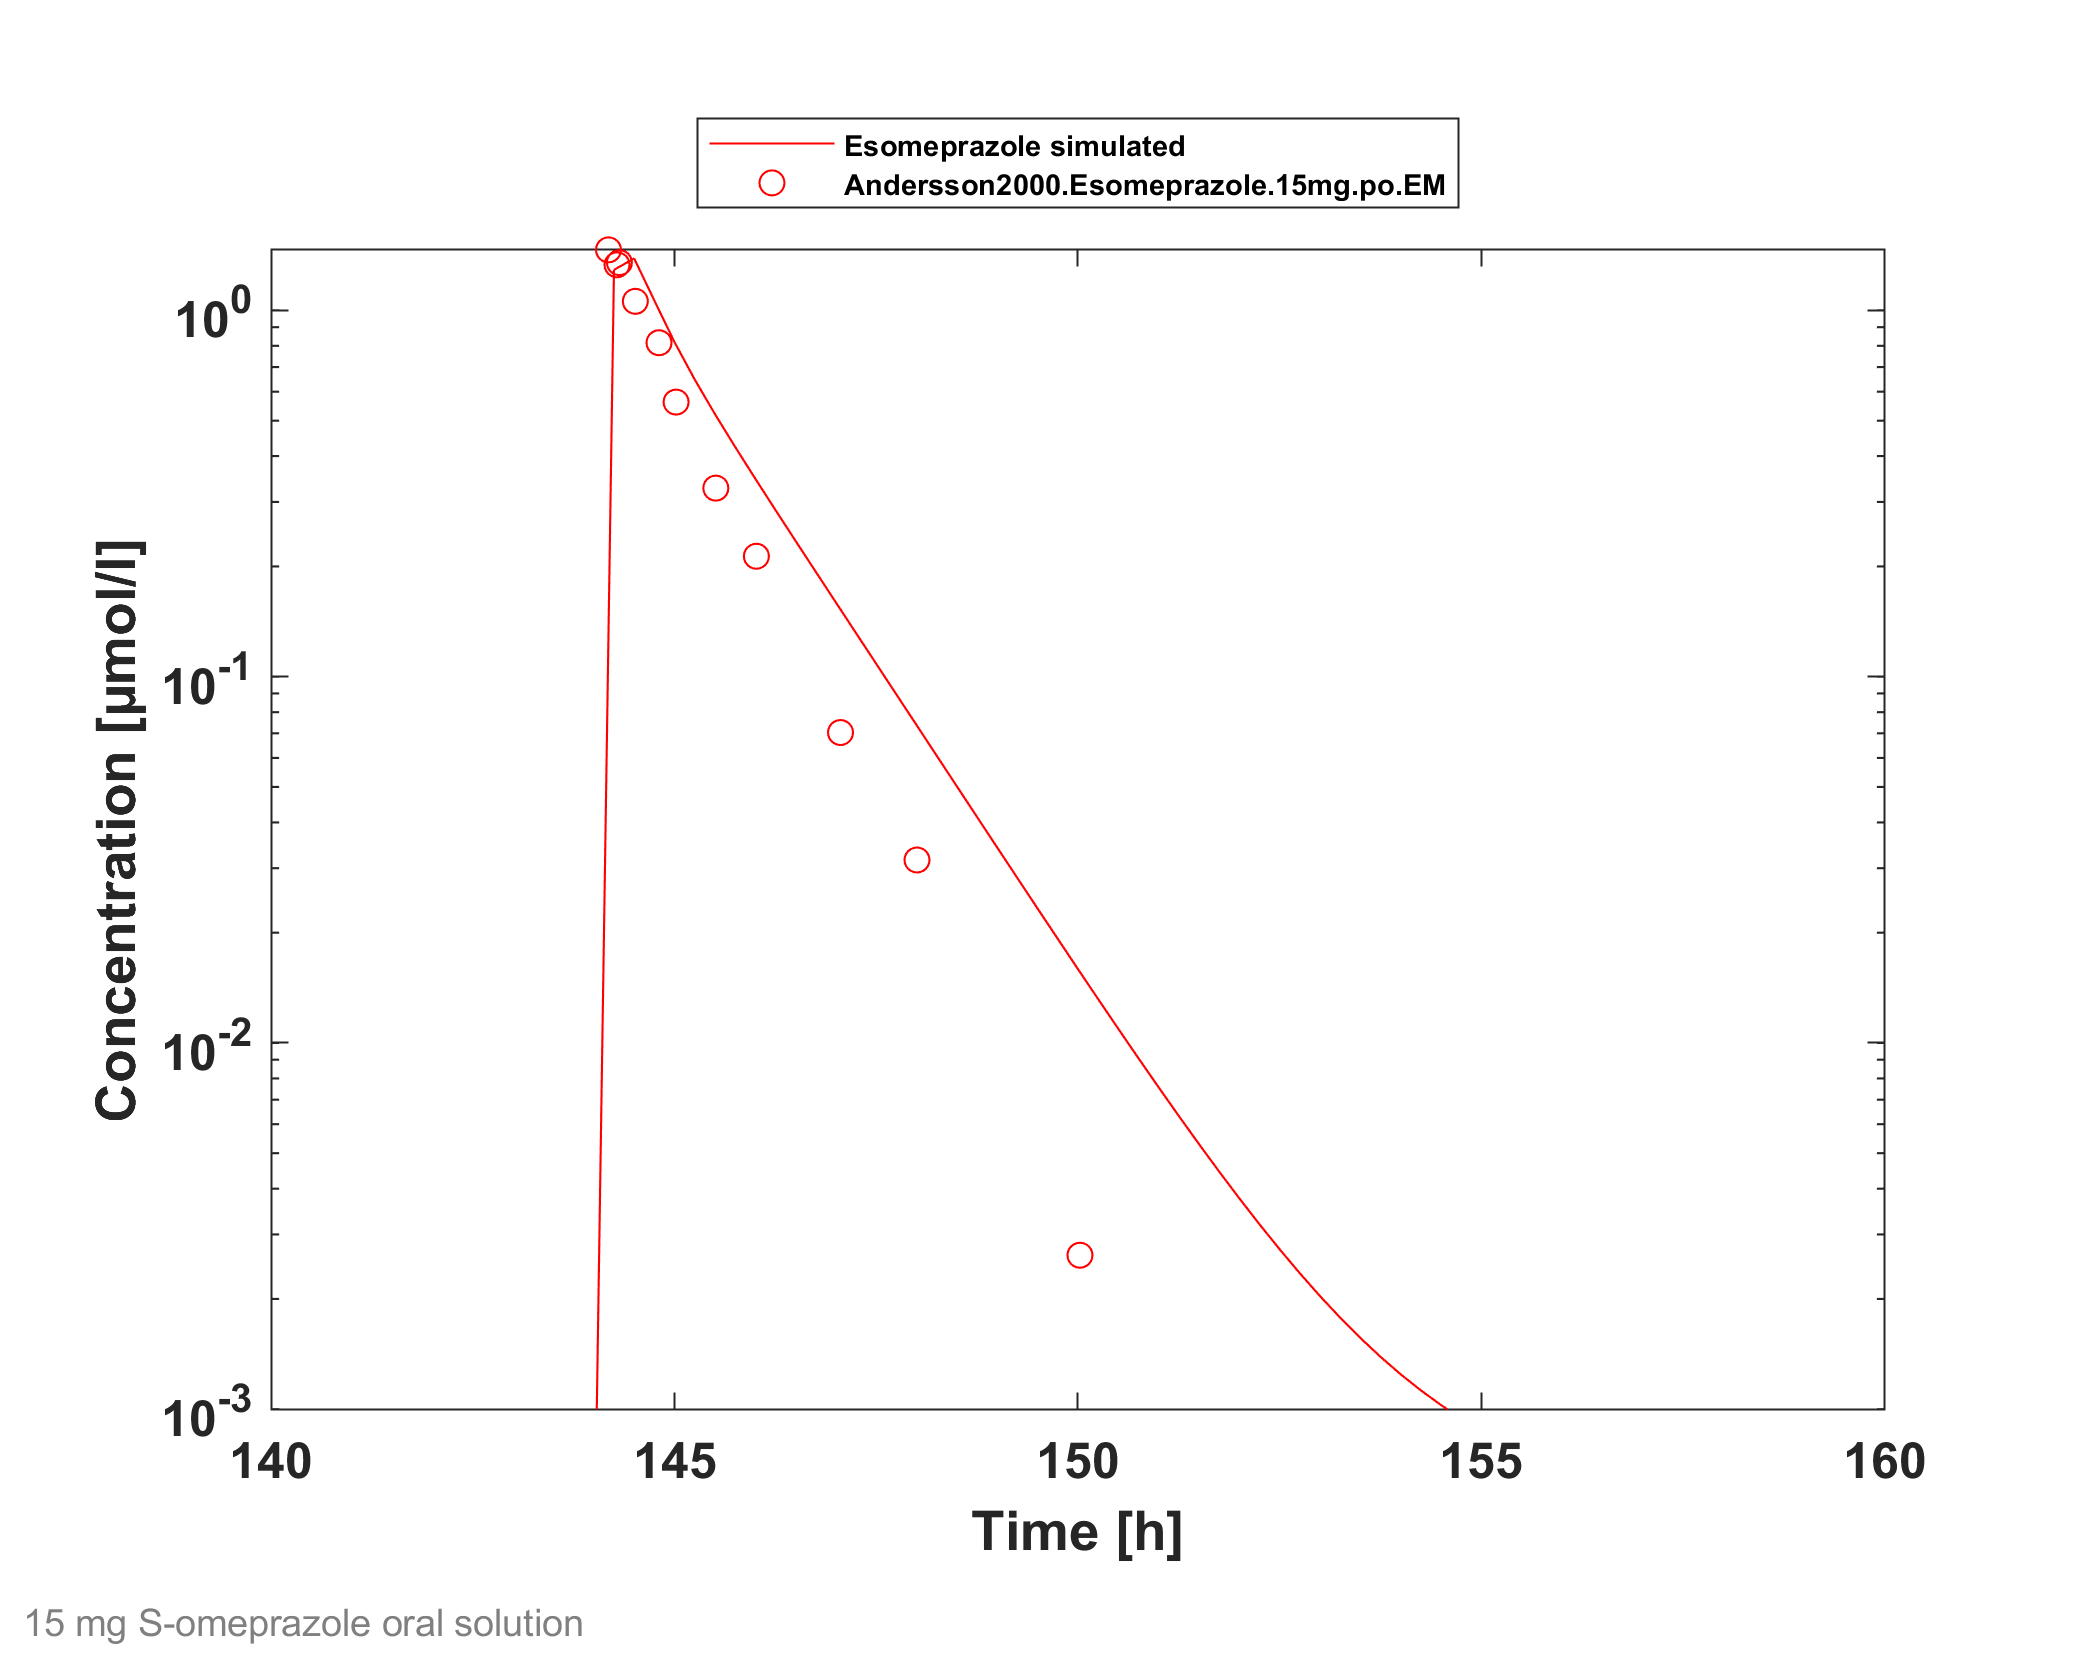 Esomeprazole simulated
Andersson2000.Esomeprazole.15mg.po.EM
10^0
10^-1
10^-2
10^-3
Concentration [µmol/l]
140 145 150 155 160
Time [h]
15 mg S-omeprazole oral solution